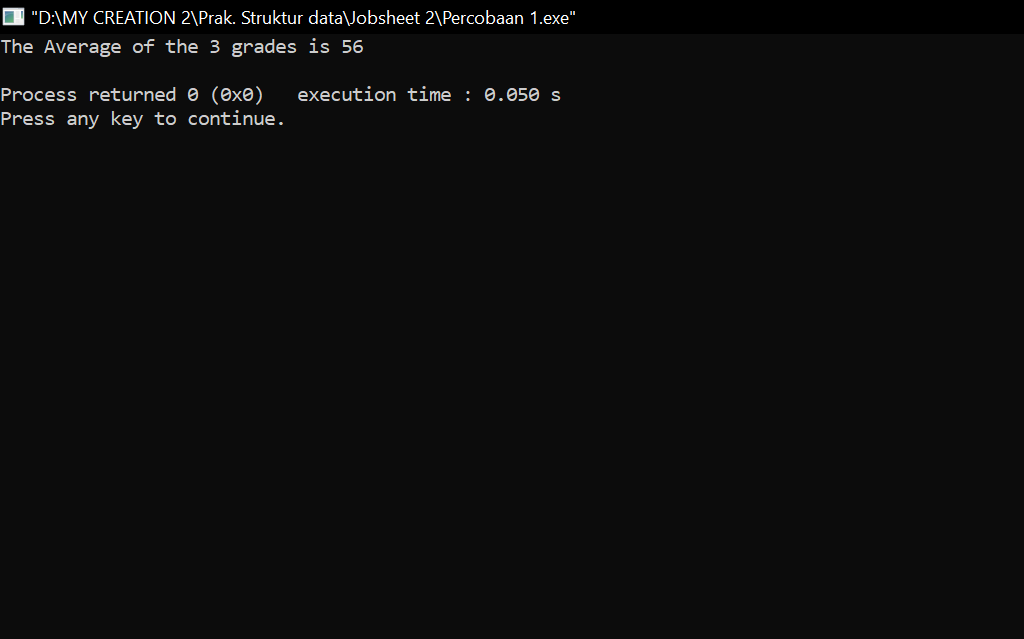 "D:\MY CREATION 2\Prak. Struktur data\Jobsheet 2\Percobaan 1.exe"
The Average of the 3 grades is 56
Process returned 0 (0x0)   execution time : 0.050 s
Press any key to continue.